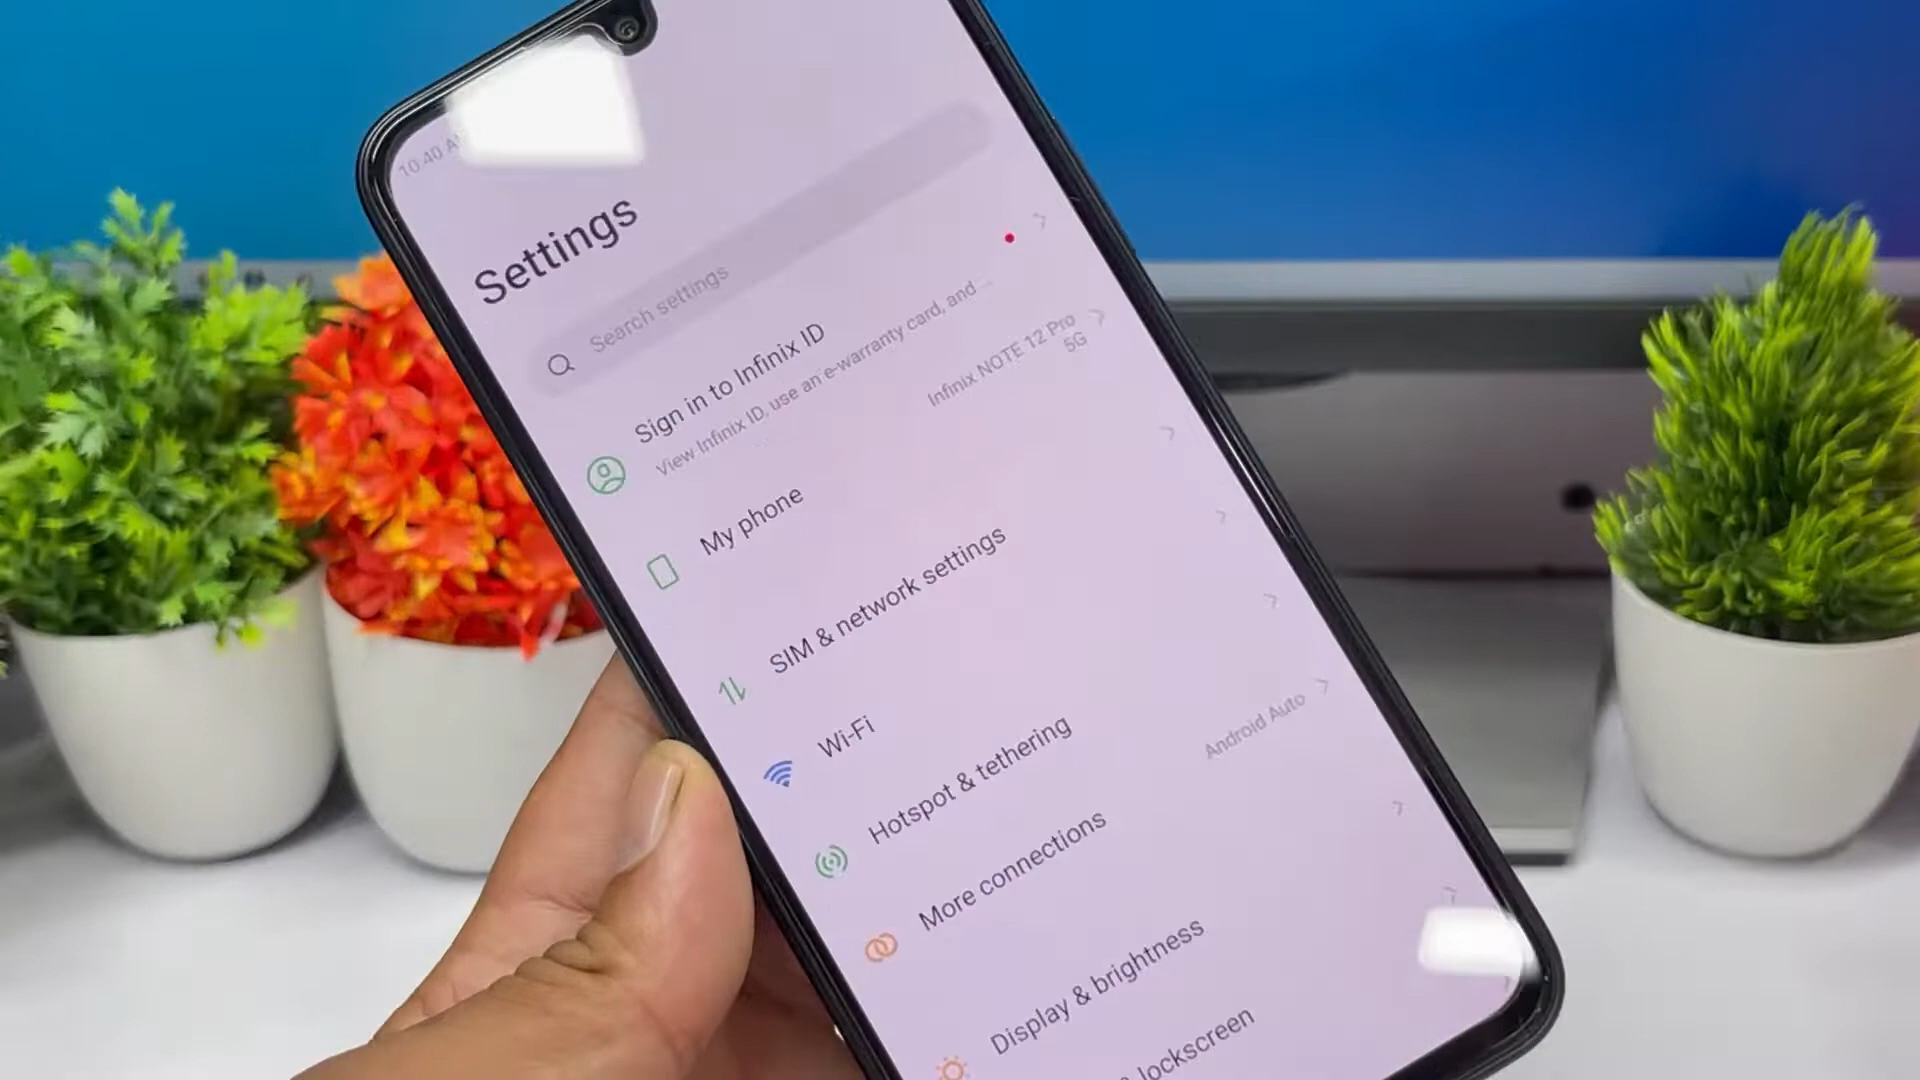 10:40
Settings
Search settings
Sign in to Infinix ID
View Infinix ID, use an e-warranty card, and ...
My phone
Infinix NOTE 12 Pro
5G
SIM & network settings
Wi-Fi
Hotspot & tethering
More connections
Android Auto
Display & brightness
lockscreen